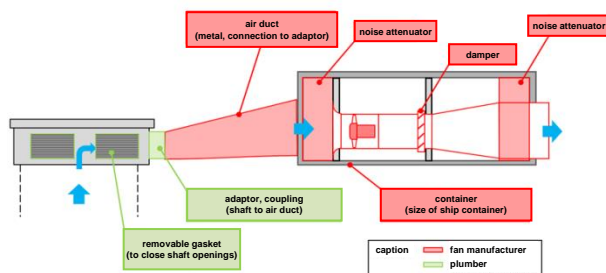 air duct
(metal, connection to adaptor)
noise attenuator
noise attenuator
damper
adaptor, coupling
(shaft to air duct)
container
(size of ship container)
removable gasket
(to close shaft openings)
caption
fan manufacturer
plumber